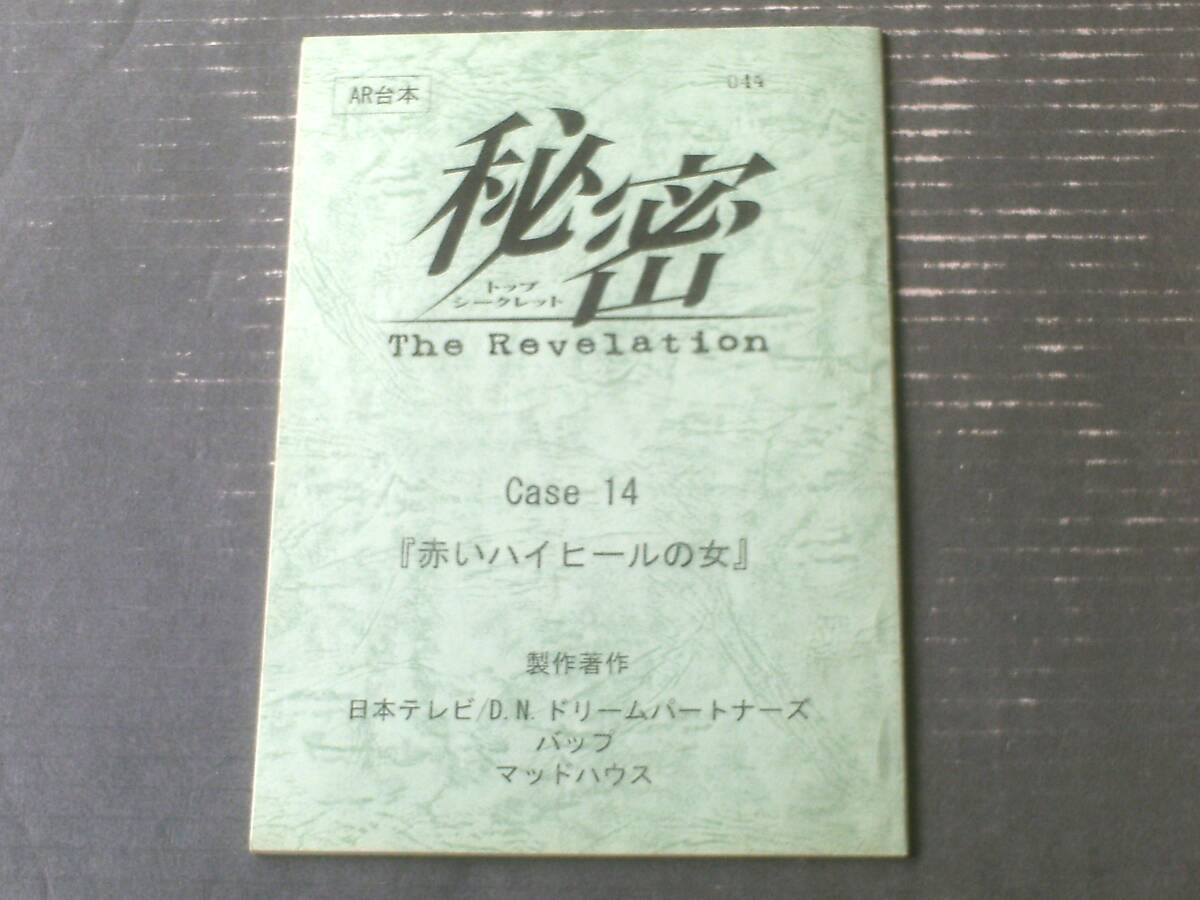 AR台本
044
秘密
トップ
シークレット
The Revelation
Case 14
『赤いハイヒールの女』
製作著作
日本テレビ/D.N.ドリームパートナーズ
バップ
マッドハウス